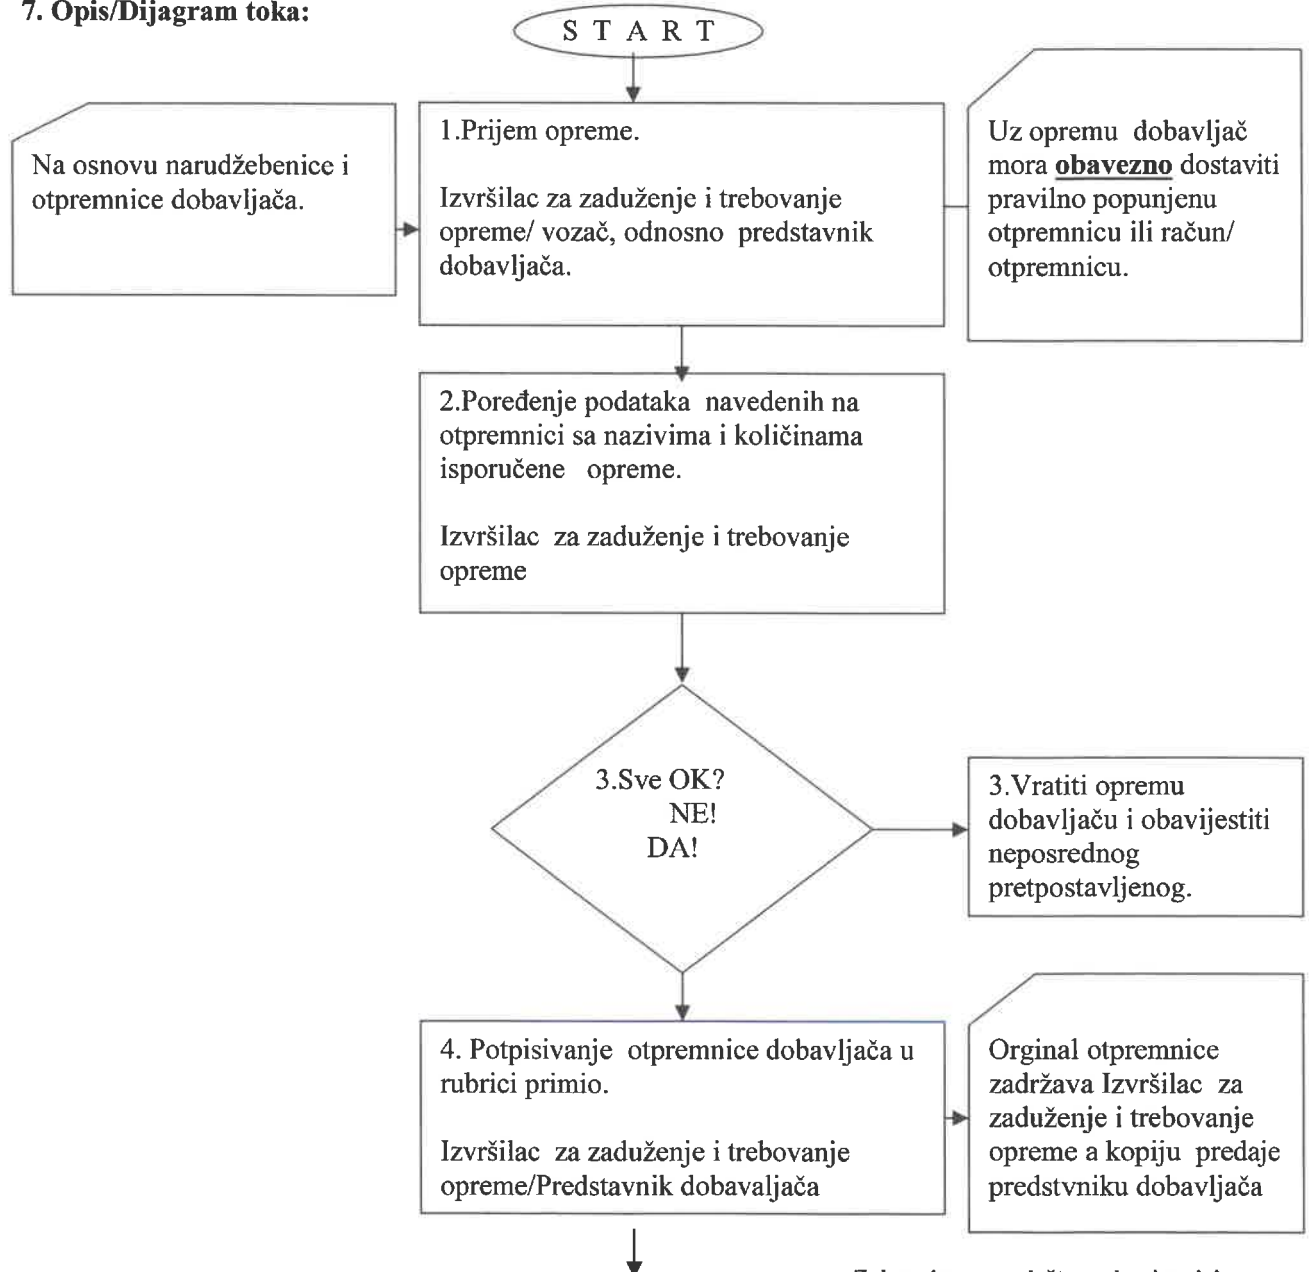 7. Opis/Dijagram toka:
S T A R T
Na osnovu narudžebenice i
otpremnice dobavljača.
1.Prijem opreme.
Izvršilac za zaduženje i trebovanje
opreme/ vozač, odnosno predstavnik
dobavljača.
Uz opremu dobavljač
mora obavezno dostaviti
pravilno popunjenu
otpremnicu ili račun/
otpremnicu.
2.Poređenje podataka navedenih na
otpremnici sa nazivima i količinama
isporučene opreme.
Izvršilac za zaduženje i trebovanje
opreme
3.Sve OK?
NE!
DA!
3.Vratiti opremu
dobavljaču i obavijestiti
neposrednog
pretpostavljenog.
4. Potpisivanje otpremnice dobavljača u
rubrici primio.
Izvršilac za zaduženje i trebovanje
opreme/Predstavnik dobavaljača
Orginal otpremnice
zadržava Izvršilac za
zaduženje i trebovanje
opreme a kopiju predaje
predstvniku dobavljača